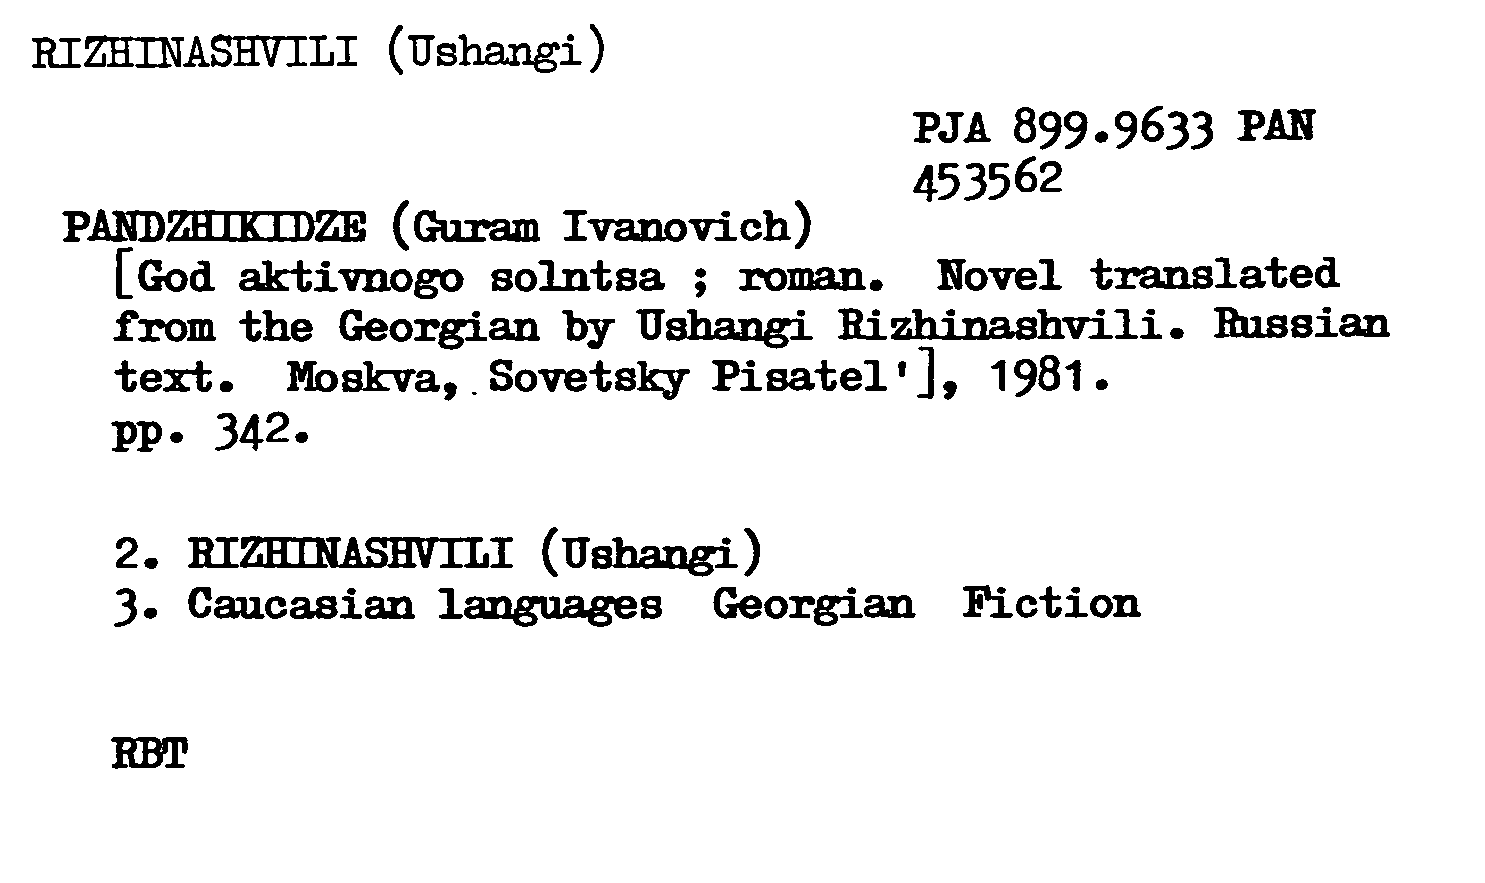 RIZHINASHVILI (Ushangi)
PJA 899.9633 PAN
453562
PANDZHIKIDZE (Guram Ivanovich)
[God aktivnogo solntsa ; roman. Novel translated
from the Georgian by Ushangi Rizhinashvili. Russian
text. Moskva, Sovetsky Pisatel'], 1981.
pp. 342.
2. RIZHINASHVILI (Ushangi)
3. Caucasian languages Georgian Fiction
RBT